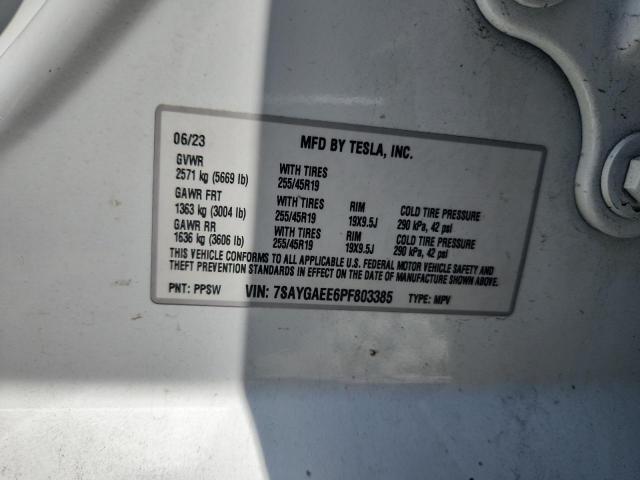 06/23 MFD BY TESLA, INC.
GVWR
2571 kg (5669 lb) WITH TIRES 255/45R19
GAWR FRT
1363 kg (3004 lb) WITH TIRES 255/45R19 RIM 19X9.5J COLD TIRE PRESSURE 290 kPa, 42 psi
GAWR RR
1636 kg (3606 lb) WITH TIRES 255/45R19 RIM 19X9.5J COLD TIRE PRESSURE 290 kPa, 42 psi
THIS VEHICLE CONFORMS TO ALL APPLICABLE U.S. FEDERAL MOTOR VEHICLE SAFETY AND
THEFT PREVENTION STANDARDS IN EFFECT ON THE DATE OF MANUFACTURE SHOWN ABOVE.
PNT: PPSW VIN: 7SAYGAEE6PF803385 TYPE: MPV